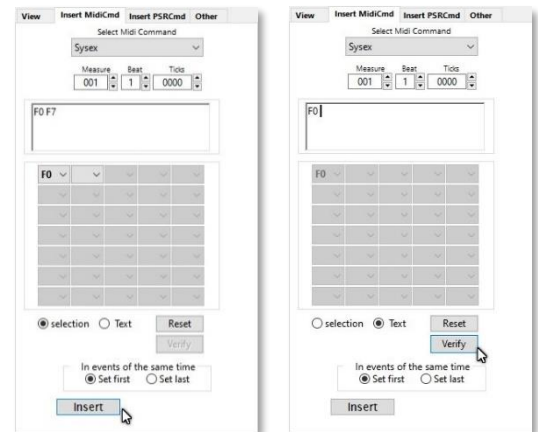 View Insert MidiCmd Insert PSRCmd Other
Select Midi Command
Sysex
Measure Beat Ticks
001 1 0000
F0 F7
F0
selection Text Reset
Verify
In events of the same time
Set first Set last
Insert
View Insert MidiCmd Insert PSRCmd Other
Select Midi Command
Sysex
Measure Beat Ticks
001 1 0000
F0
F0
selection Text Reset
Verify
In events of the same time
Set first Set last
Insert